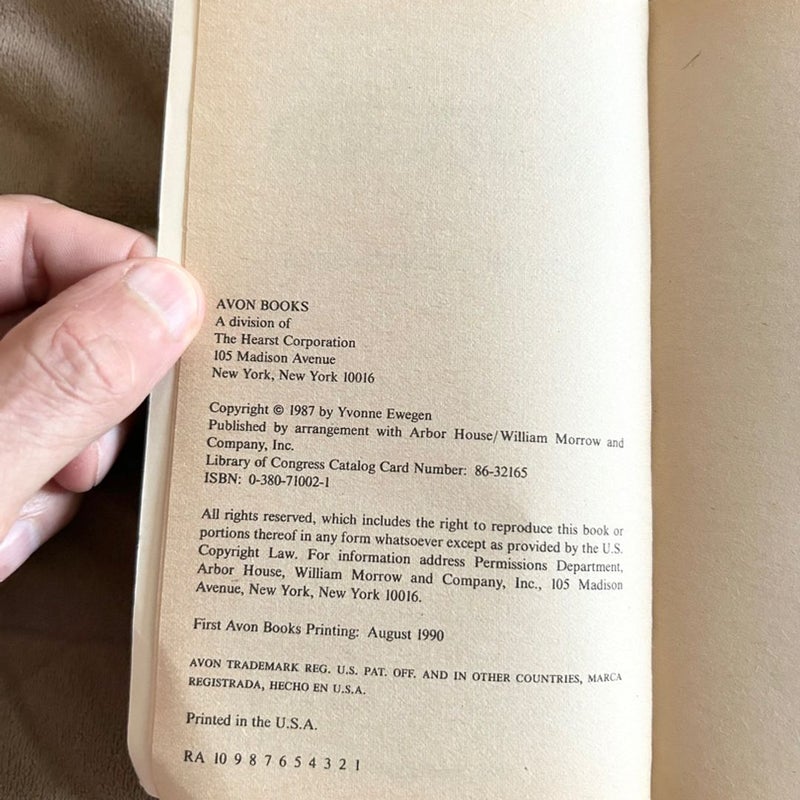 AVON BOOKS
A division of
The Hearst Corporation
105 Madison Avenue
New York, New York 10016
Copyright © 1987 by Yvonne Ewegen
Published by arrangement with Arbor House/William Morrow and
Company, Inc.
Library of Congress Catalog Card Number: 86-32165
ISBN: 0-380-71002-1
All rights reserved, which includes the right to reproduce this book or
portions thereof in any form whatsoever except as provided by the U.S.
Copyright Law. For information address Permissions Department,
Arbor House, William Morrow and Company, Inc., 105 Madison
Avenue, New York, New York 10016.
First Avon Books Printing: August 1990
AVON TRADEMARK REG. U.S. PAT. OFF. AND IN OTHER COUNTRIES, MARCA
REGISTRADA, HECHO EN U.S.A.
Printed in the U.S.A.
RA 10 9 8 7 6 5 4 3 2 1